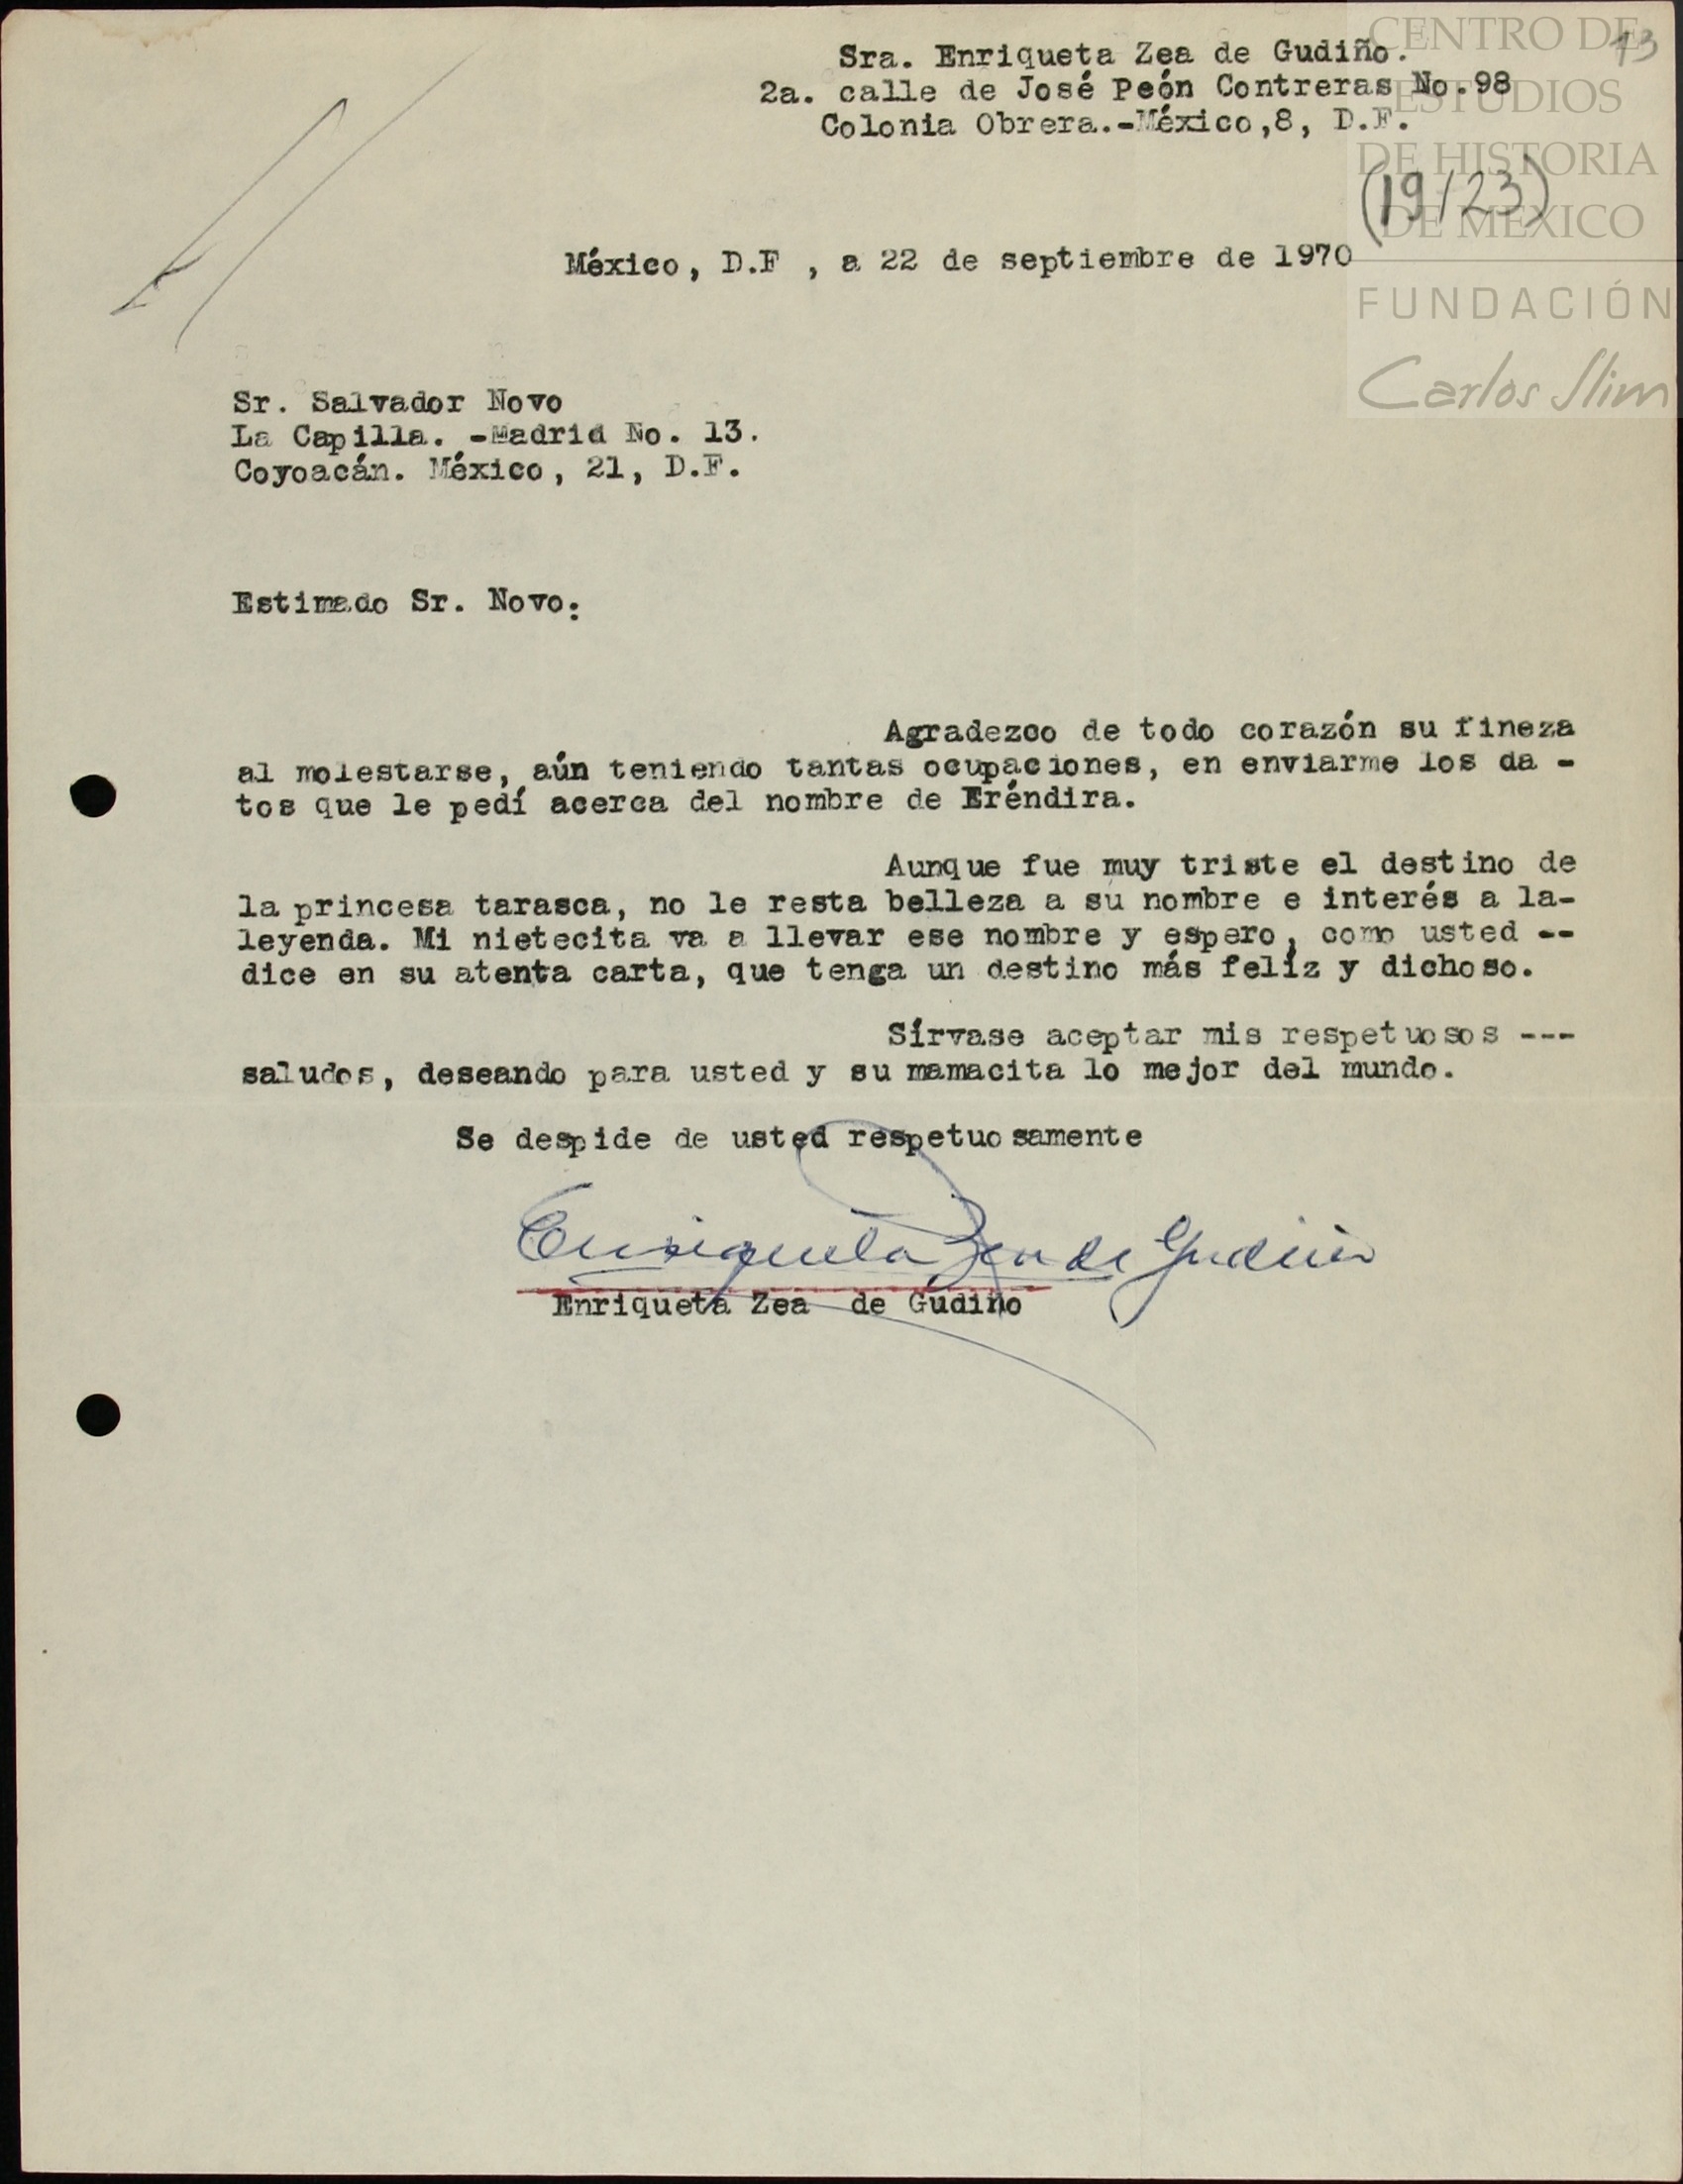 Sra. Enriqueta Zea de Gudiño.
2a. calle de José Peón Contreras No.98
Colonia Obrera.-México,8, D.F.
13
CENTRO DE
ESTUDIOS
DE HISTORIA
DE MÉXICO
FUNDACIÓN
Carlos Slim
(19/23)
México, D.F , a 22 de septiembre de 1970
Sr. Salvador Novo
La Capilla. -Madrid No. 13.
Coyoacán. México, 21, D.F.
Estimado Sr. Novo:
Agradezco de todo corazón su fineza
al molestarse, aún teniendo tantas ocupaciones, en enviarme los da -
tos que le pedí acerca del nombre de Eréndira.
Aunque fue muy triste el destino de
la princesa tarasca, no le resta belleza a su nombre e interés a la-
leyenda. Mi nietecita va a llevar ese nombre y espero, como usted --
dice en su atenta carta, que tenga un destino más felíz y dichoso.
Sírvase aceptar mis respetuosos ---
saludos, deseando para usted y su mamacita lo mejor del mundo.
Se despide de usted respetuosamente
Enriqueta Zea de Gudiño
Enriqueta Zea de Gudiño